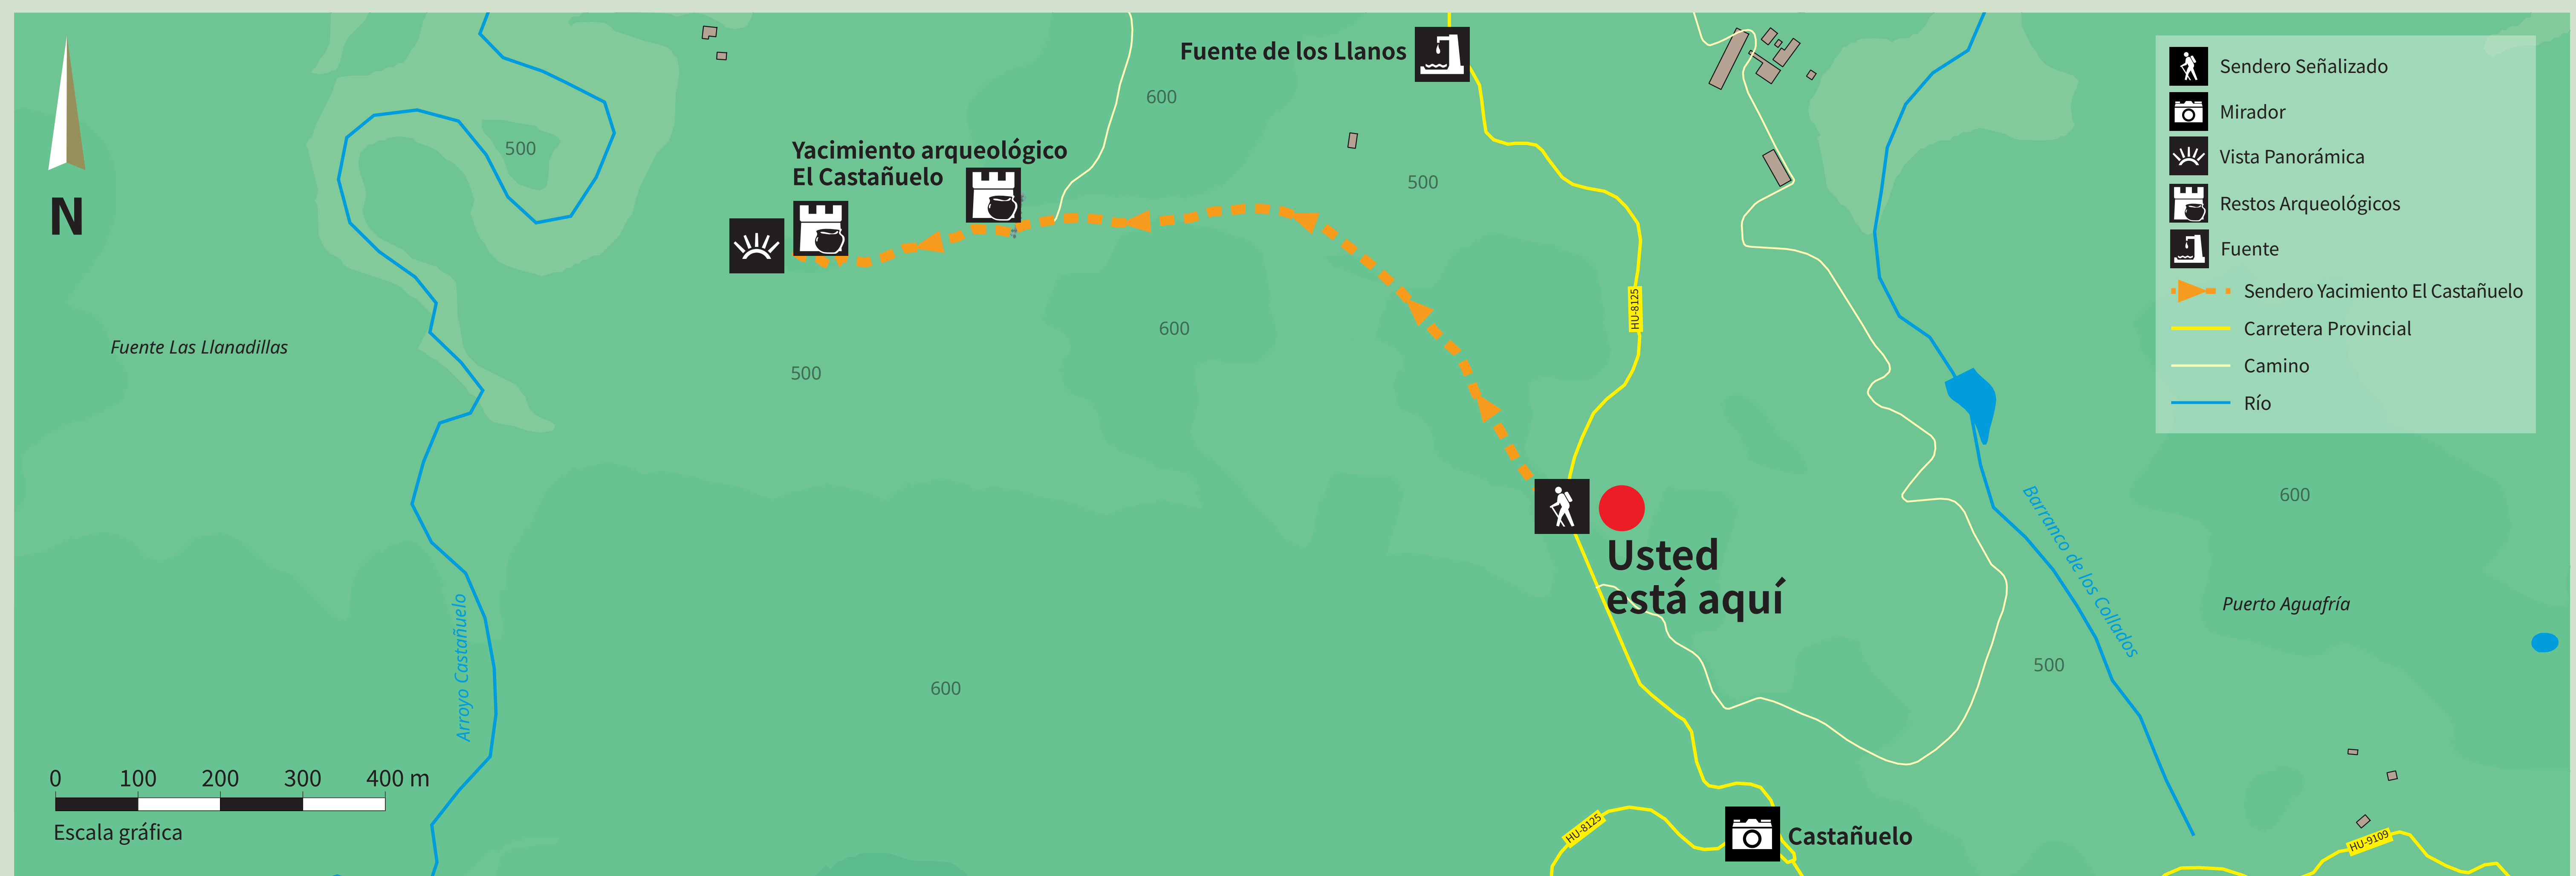 N
500
Yacimiento arqueológico
El Castañuelo
600
Fuente de los Llanos
500
HU-8125
600
500
Fuente Las Llanadillas
Usted
está aquí
Arroyo Castañuelo
600
Barranco de los Collados
600
Puerto Aguafría
500
HU-8125
Castañuelo
HU-9109
0 100 200 300 400 m
Escala gráfica
Sendero Señalizado
Mirador
Vista Panorámica
Restos Arqueológicos
Fuente
Sendero Yacimiento El Castañuelo
Carretera Provincial
Camino
Río